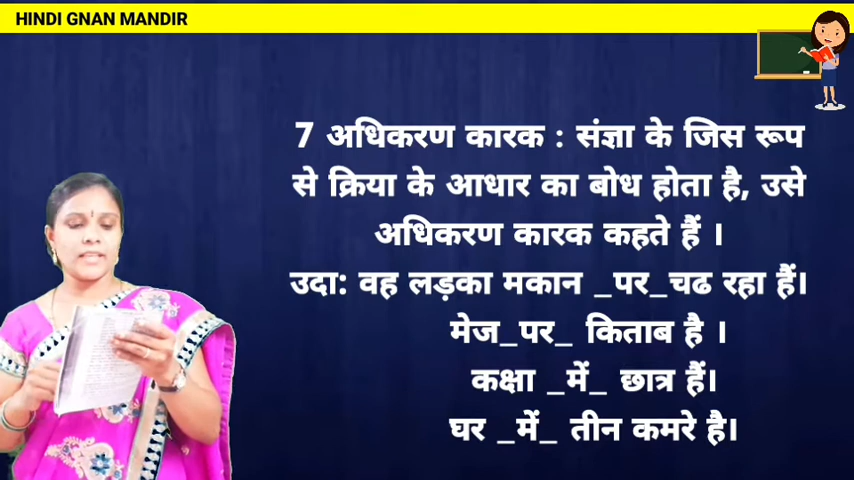 HINDI GNAN MANDIR
7 अधिकरण कारक : संज्ञा के जिस रूप
से क्रिया के आधार का बोध होता है, उसे
अधिकरण कारक कहते हैं ।
उदा: वह लड़का मकान _पर_चढ रहा हैं।
मेज_पर_ किताब है ।
कक्षा _में_ छात्र हैं।
घर _में_ तीन कमरे है।